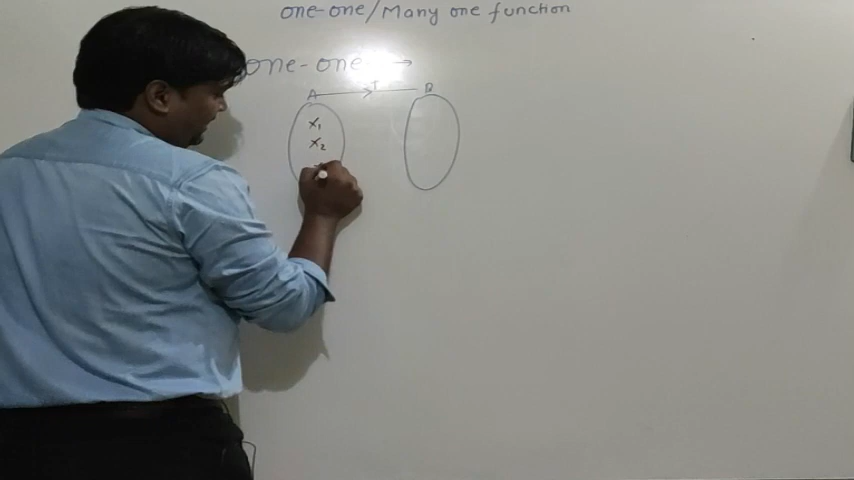 one-one/Many one function
one-one →
A f B
x₁
x₂